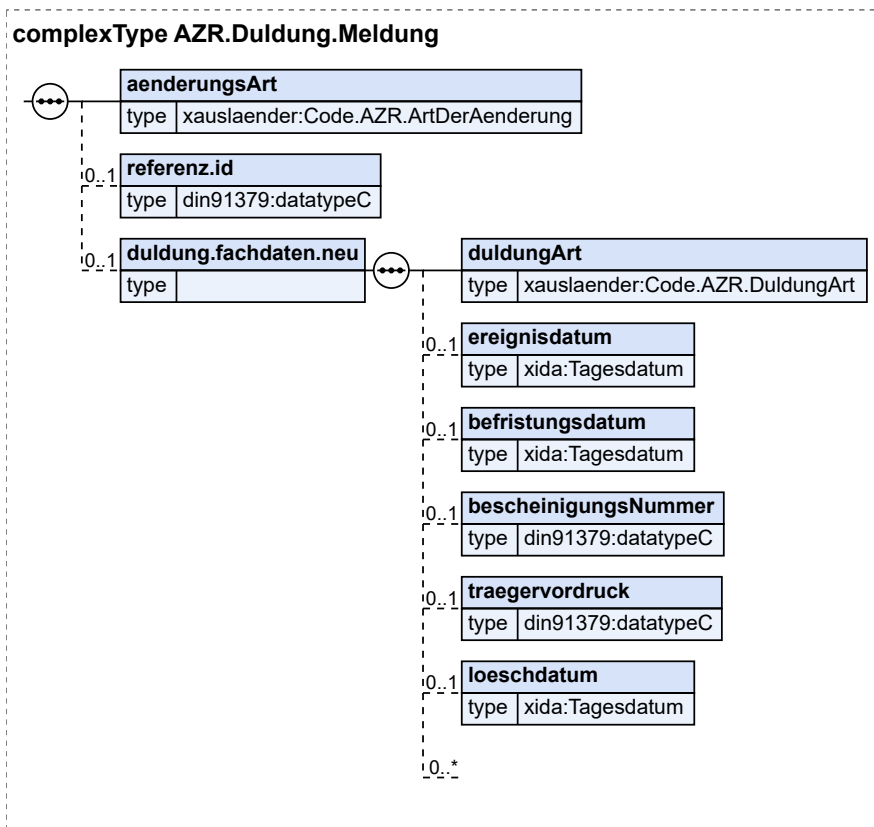 complexType AZR.Duldung.Meldung
aenderungsArt
type xauslaender:Code.AZR.ArtDerAenderung
0..1 referenz.id
type din91379:datatypeC
0..1 duldung.fachdaten.neu
type
duldungArt
type xauslaender:Code.AZR.DuldungArt
0..1 ereignisdatum
type xida:Tagesdatum
0..1 befristungsdatum
type xida:Tagesdatum
0..1 bescheinigungsNummer
type din91379:datatypeC
0..1 traegervordruck
type din91379:datatypeC
0..1 loeschdatum
type xida:Tagesdatum
0..*